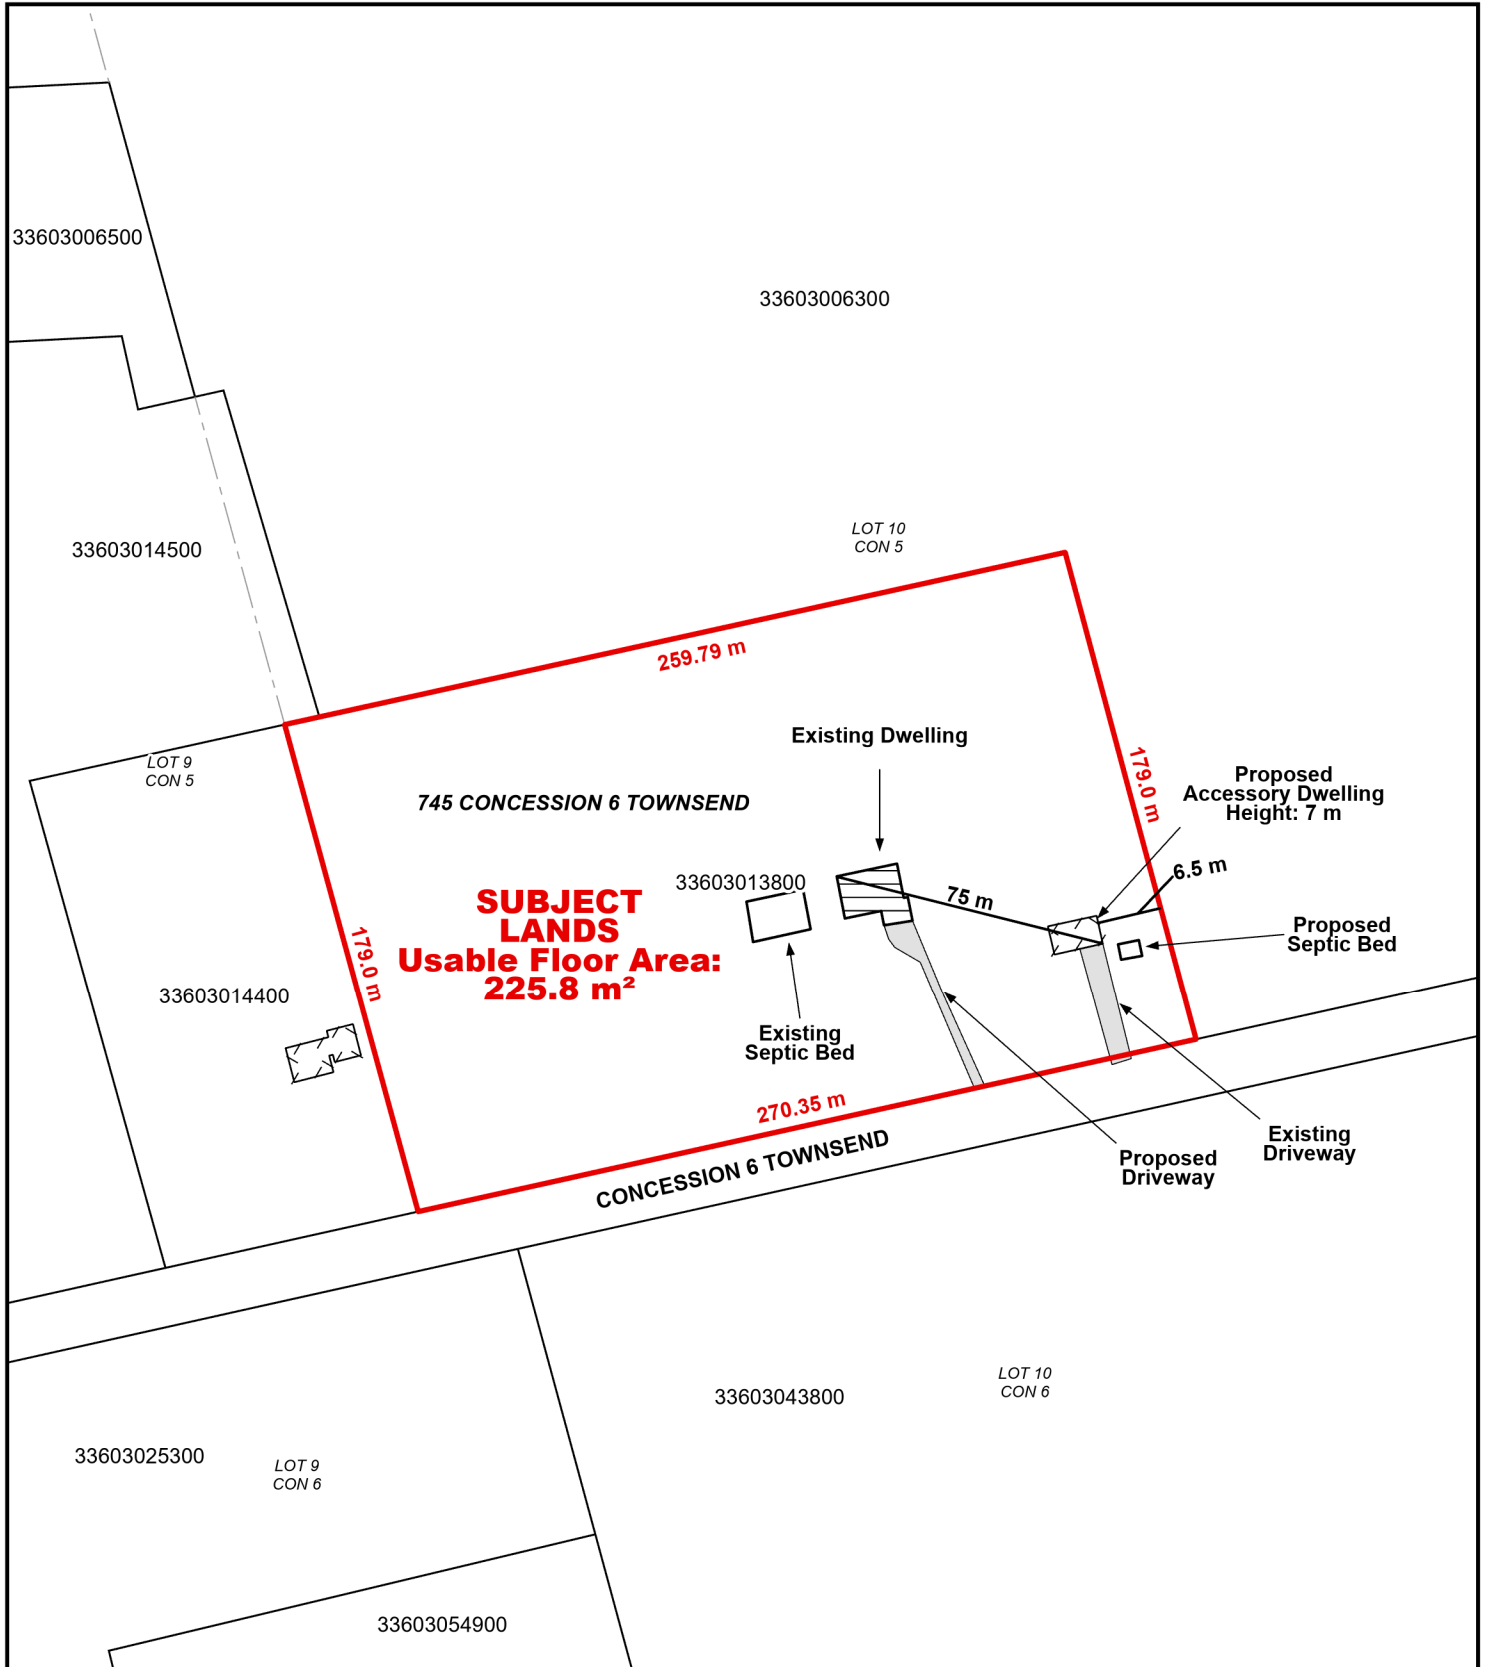 33603006500
33603006300
33603014500
LOT 10
CON 5
259.79 m
Existing Dwelling
LOT 9
CON 5
179.0 m
Proposed
Accessory Dwelling
Height: 7 m
745 CONCESSION 6 TOWNSEND
6.5 m
33603013800
75 m
SUBJECT
LANDS
Usable Floor Area:
225.8 m²
Proposed
Septic Bed
179.0 m
33603014400
Existing
Septic Bed
270.35 m
CONCESSION 6 TOWNSEND
Existing
Driveway
Proposed
Driveway
33603043800
LOT 10
CON 6
33603025300
LOT 9
CON 6
33603054900